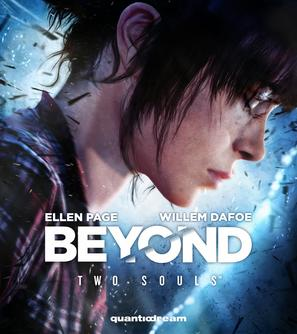 ELLEN PAGE WILLEM DAFOE
BEYOND
TWO SOULS
quanticdream